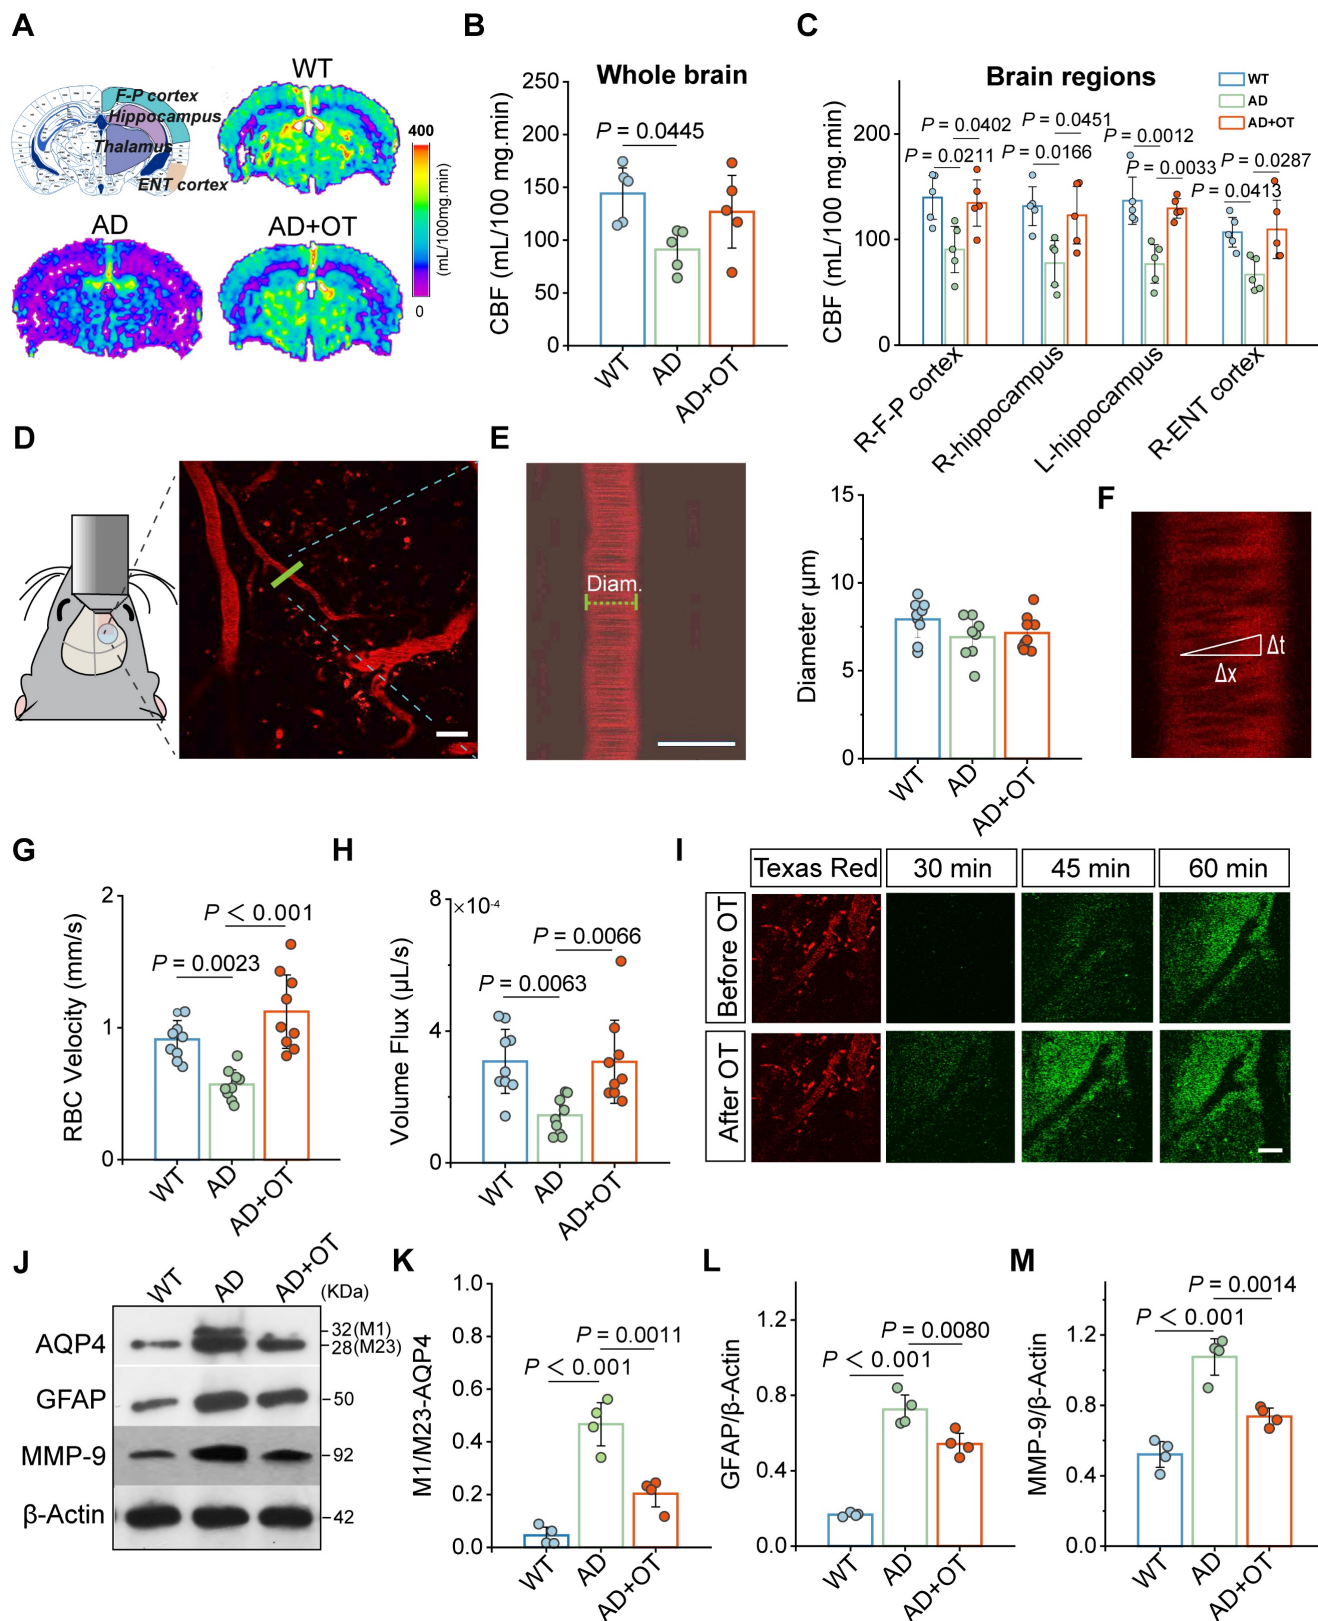 A
WT
F-P cortex
Hippocampus
Thalamus
ENT cortex
400
(mL/100mg.min)
0
AD
AD+OT
B
Whole brain
CBF (mL/100 mg.min)
250
200
150
100
50
0
P = 0.0445
WT
AD
AD+OT
C
Brain regions
WT
AD
AD+OT
CBF (mL/100 mg.min)
200
100
0
P = 0.0402
P = 0.0211
P = 0.0451
P = 0.0166
P = 0.0012
P = 0.0033
P = 0.0287
P = 0.0413
R-F-P cortex
R-hippocampus
L-hippocampus
R-ENT cortex
D
E
Diam.
Diameter (μm)
15
10
5
0
WT
AD
AD+OT
F
Δt
Δx
G
RBC Velocity (mm/s)
2
1
0
P < 0.001
P = 0.0023
WT
AD
AD+OT
H
Volume Flux (μL/s)
8
×10⁻⁴
4
0
P = 0.0066
P = 0.0063
WT
AD
AD+OT
I
Texas Red
30 min
45 min
60 min
Before OT
After OT
J
WT
AD
AD+OT
(KDa)
AQP4
32(M1)
28(M23)
GFAP
50
MMP-9
92
β-Actin
42
K
M1/M23-AQP4
1.0
0.8
0.6
0.4
0.2
0.0
P = 0.0011
P < 0.001
WT
AD
AD+OT
L
GFAP/β-Actin
1.2
0.8
0.4
0.0
P = 0.0080
P < 0.001
WT
AD
AD+OT
M
MMP-9/β-Actin
1.2
0.8
0.4
0.0
P = 0.0014
P < 0.001
WT
AD
AD+OT